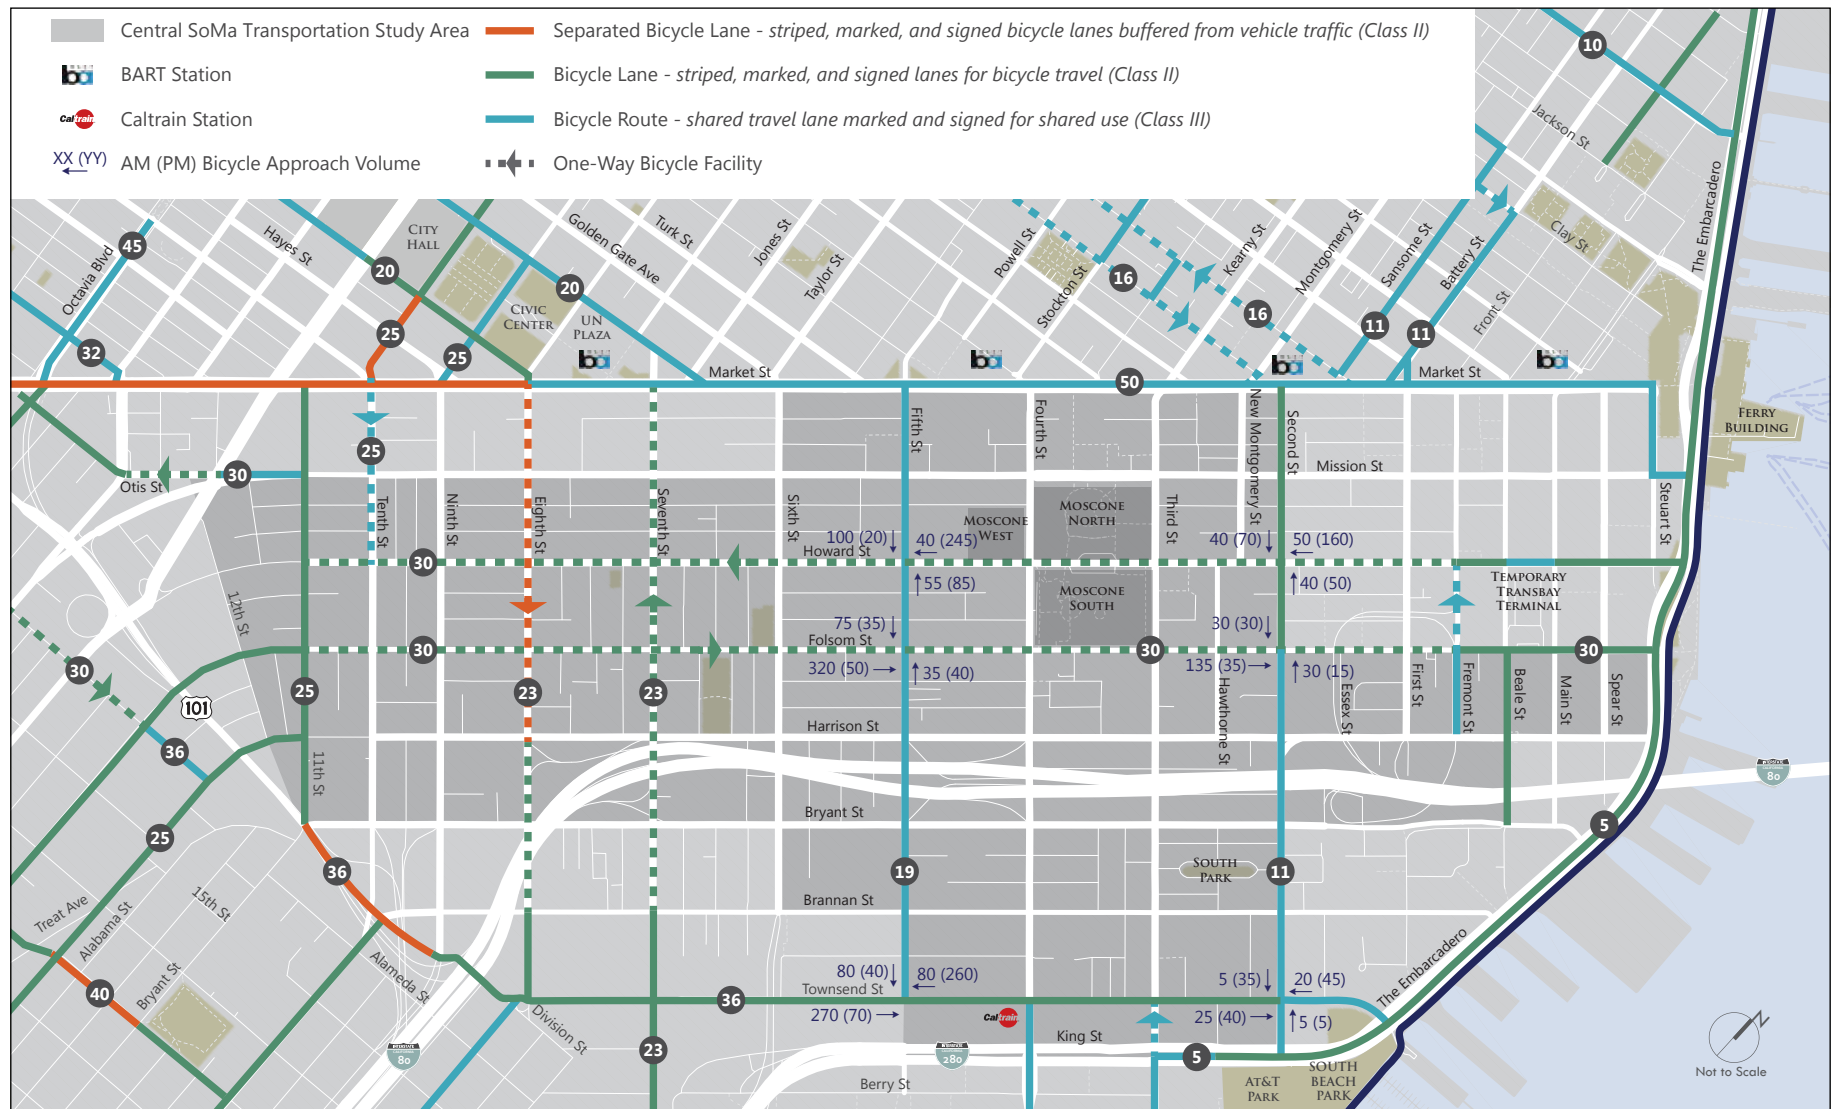 Central SoMa Transportation Study Area
BART Station
Caltrain
Caltrain Station
XX (YY)
AM (PM) Bicycle Approach Volume
Separated Bicycle Lane - striped, marked, and signed bicycle lanes buffered from vehicle traffic (Class II)
Bicycle Lane - striped, marked, and signed lanes for bicycle travel (Class II)
Bicycle Route - shared travel lane marked and signed for shared use (Class III)
One-Way Bicycle Facility
10
Jackson St
The Embarcadero
45
Octavia Blvd
Hayes St
20
CITY
HALL
Golden Gate Ave
Turk St
Jones St
Taylor St
Powell St
Stockton St
16
Kearny St
Montgomery St
Sansome St
Battery St
Clay St
Front St
20
CIVIC
CENTER
UN
PLAZA
16
11
11
32
25
25
Market St
50
Market St
FERRY
BUILDING
Fifth St
Fourth St
New Montgomery St
Second St
25
30
Otis St
Mission St
Steuart St
Tenth St
Ninth St
Eighth St
Seventh St
Sixth St
Third St
MOSCONE
WEST
MOSCONE
NORTH
100 (20)
40 (245)
40 (70)
50 (160)
Howard St
30
55 (85)
40 (50)
MOSCONE
SOUTH
TEMPORARY
TRANSBAY
TERMINAL
12th St
75 (35)
30 (30)
Folsom St
30
30
30
320 (50)
35 (40)
135 (35)
30 (15)
30
25
23
23
101
Hawthorne St
Essex St
First St
Fremont St
Beale St
Main St
Spear St
Harrison St
36
11th St
INTERSTATE
80
Bryant St
5
25
36
19
SOUTH
PARK
11
Treat Ave
Alabama St
15th St
Brannan St
The Embarcadero
40
Bryant St
Alameda St
80 (40)
80 (260)
5 (35)
20 (45)
Townsend St
36
270 (70)
25 (40)
5 (5)
Caltrain
Division St
King St
INTERSTATE
80
23
INTERSTATE
280
5
Berry St
AT&T
PARK
SOUTH
BEACH
PARK
N
Not to Scale